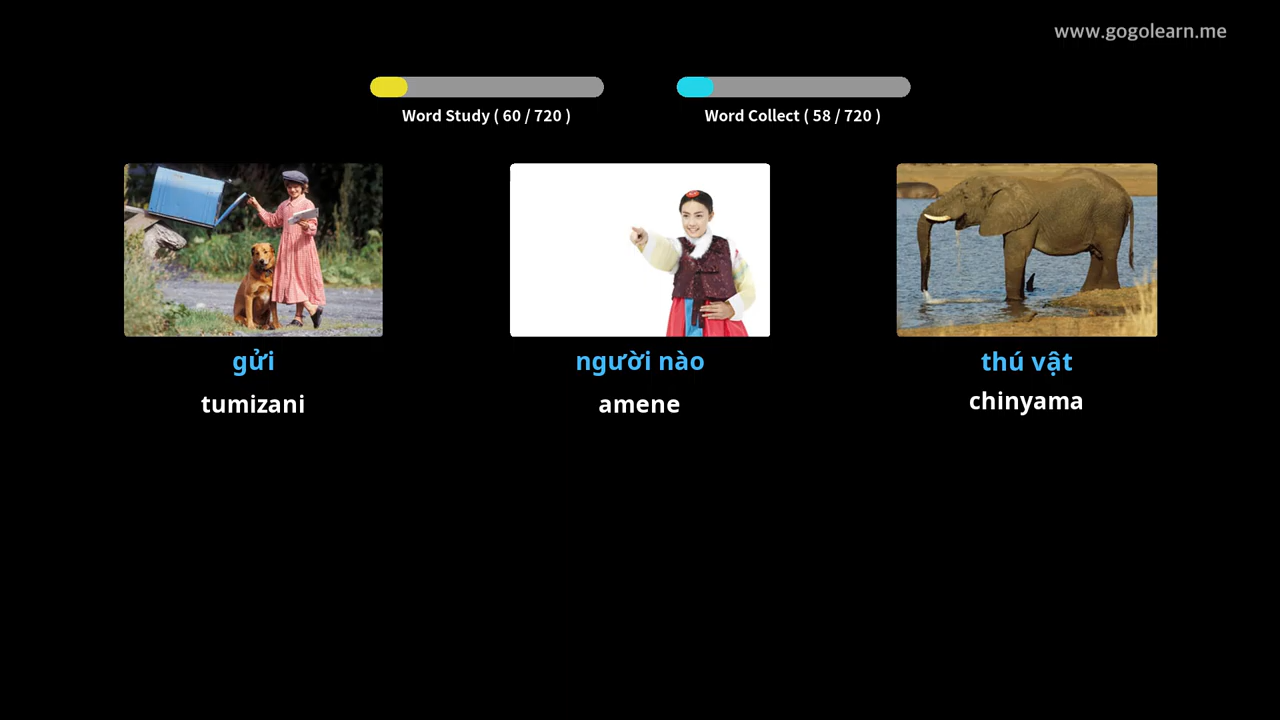 www.gogolearn.me
Word Study ( 60 / 720 )
Word Collect ( 58 / 720 )
gửi
người nào
thú vật
tumizani
amene
chinyama